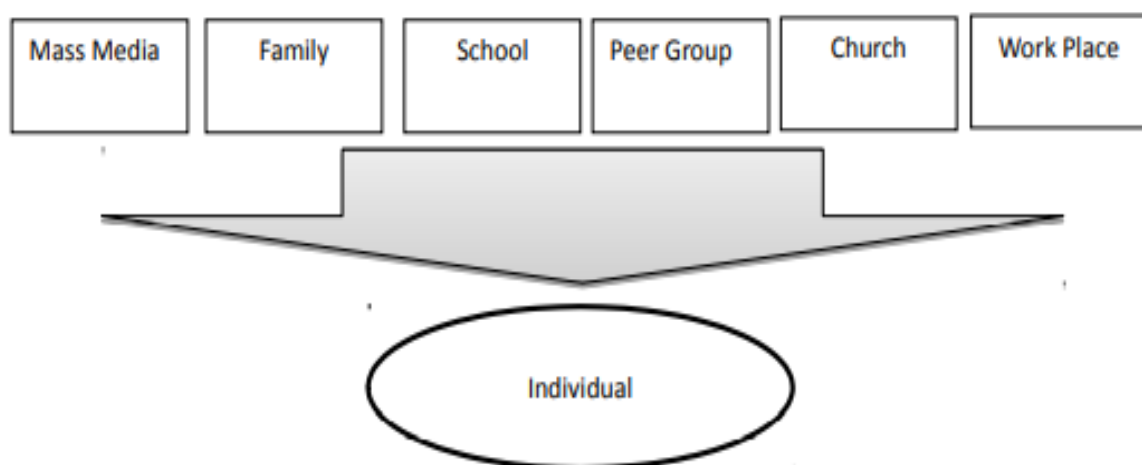 Mass Media
Family
School
Peer Group
Church
Work Place
Individual